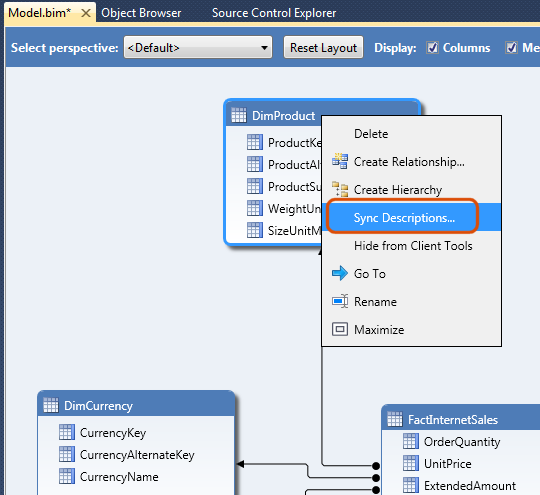 Model.bim* Object Browser Source Control Explorer
Select perspective: <Default> Reset Layout Display: Columns Me
DimProduct
ProductKe
ProductAl
ProductSu
WeightUn
SizeUnitM
Delete
Create Relationship...
Create Hierarchy
Sync Descriptions...
Hide from Client Tools
Go To
Rename
Maximize
DimCurrency
CurrencyKey
CurrencyAlternateKey
CurrencyName
FactInternetSales
OrderQuantity
UnitPrice
ExtendedAmount